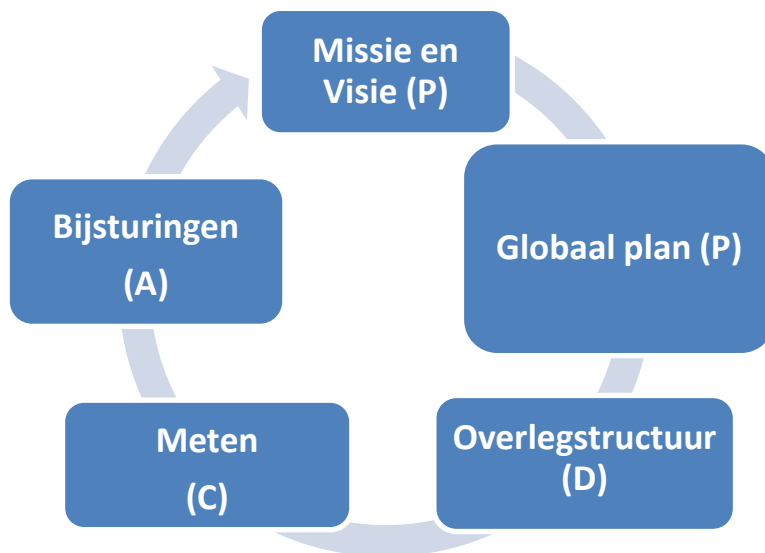 Missie en
Visie (P)
Globaal plan (P)
Overlegstructuur
(D)
Meten
(C)
Bijsturingen
(A)